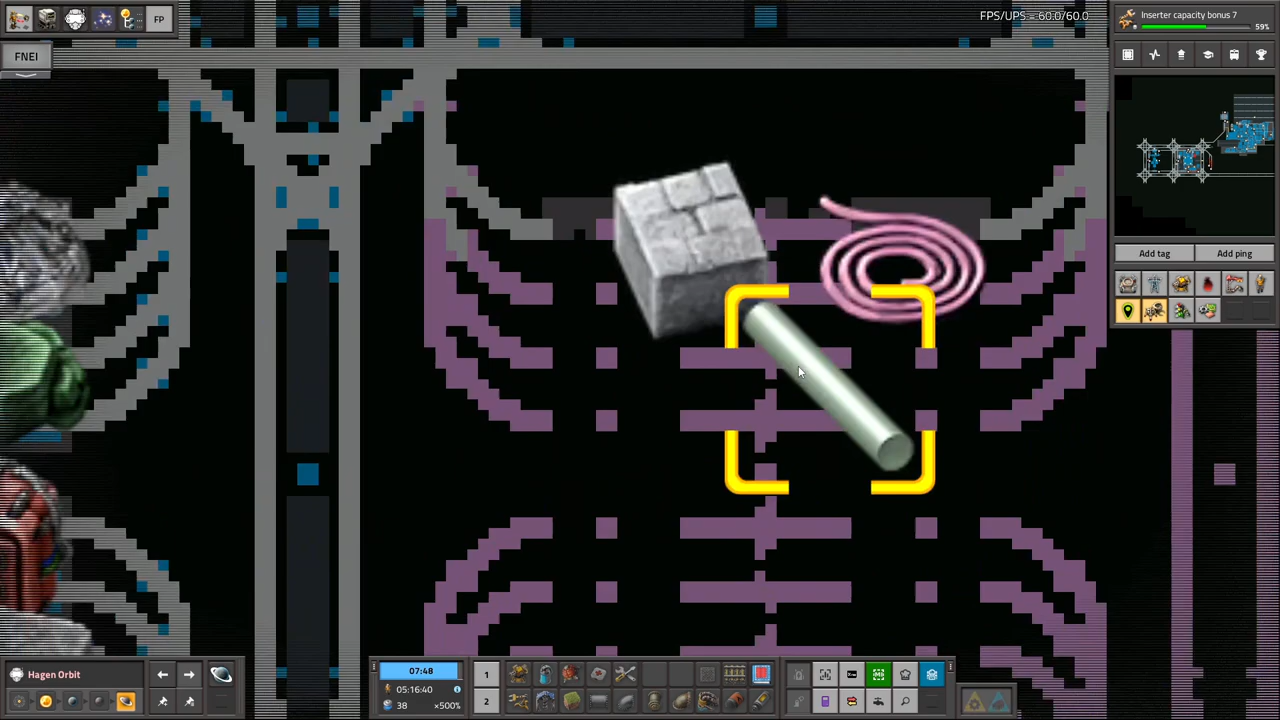 FP
FPS/UPS = 60.0/60.0
Inserter capacity bonus 7
59%
FNEI
Add tag
Add ping
Hagen Orbit
07:48
05:16:40
38
×500%
1
2